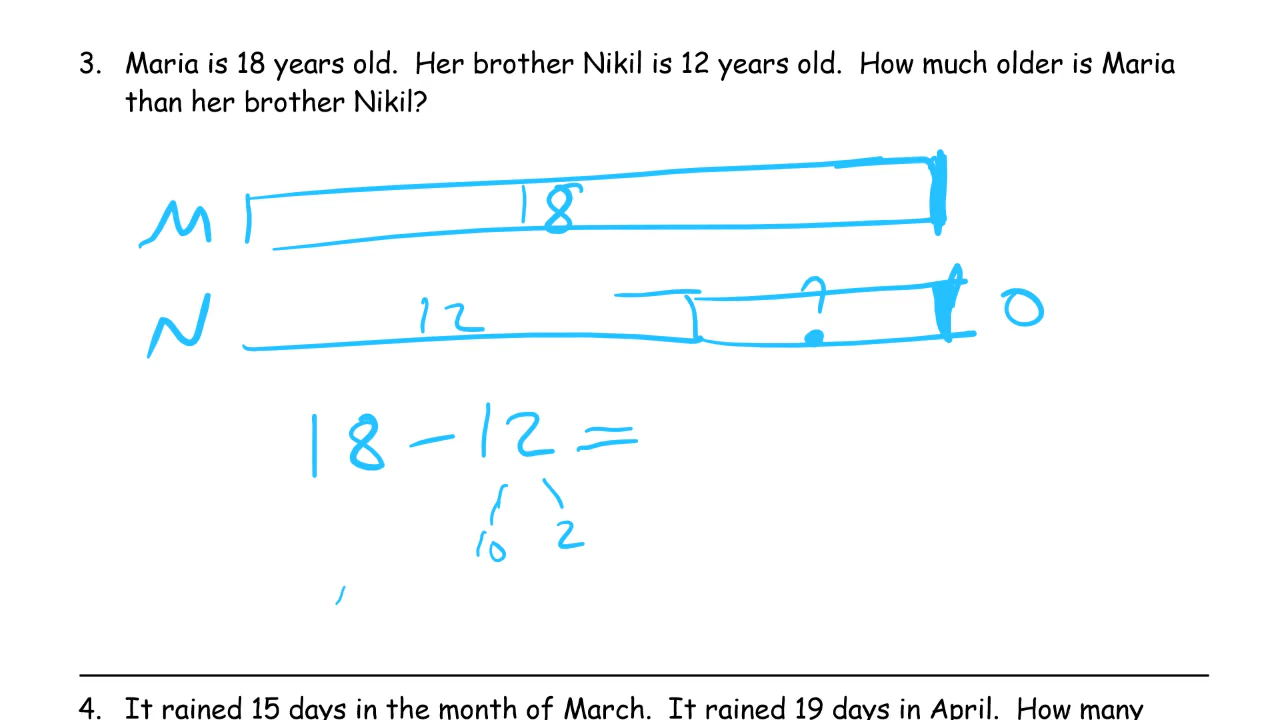 3. Maria is 18 years old. Her brother Nikil is 12 years old. How much older is Maria
than her brother Nikil?
M 18
N 12 ? 0
18 - 12 =
10 2
4. It rained 15 days in the month of March. It rained 19 days in April. How many